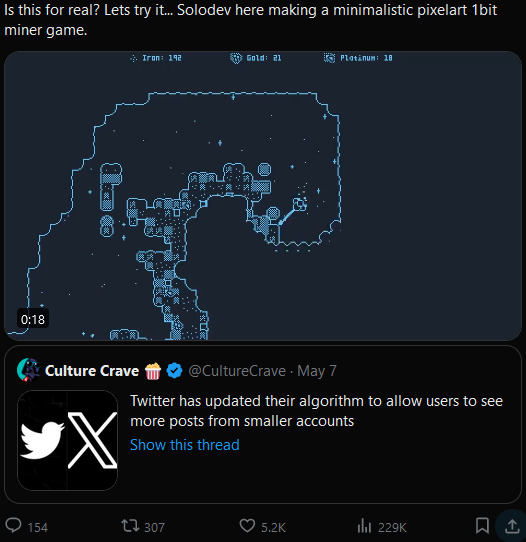 Is this for real? Lets try it... Solodev here making a minimalistic pixelart 1bit
miner game.
Iron: 192
Gold: 21
Platinum: 18
0:18
Culture Crave 🍿 @CultureCrave · May 7
Twitter has updated their algorithm to allow users to see
more posts from smaller accounts
Show this thread
154 307 5.2K 229K